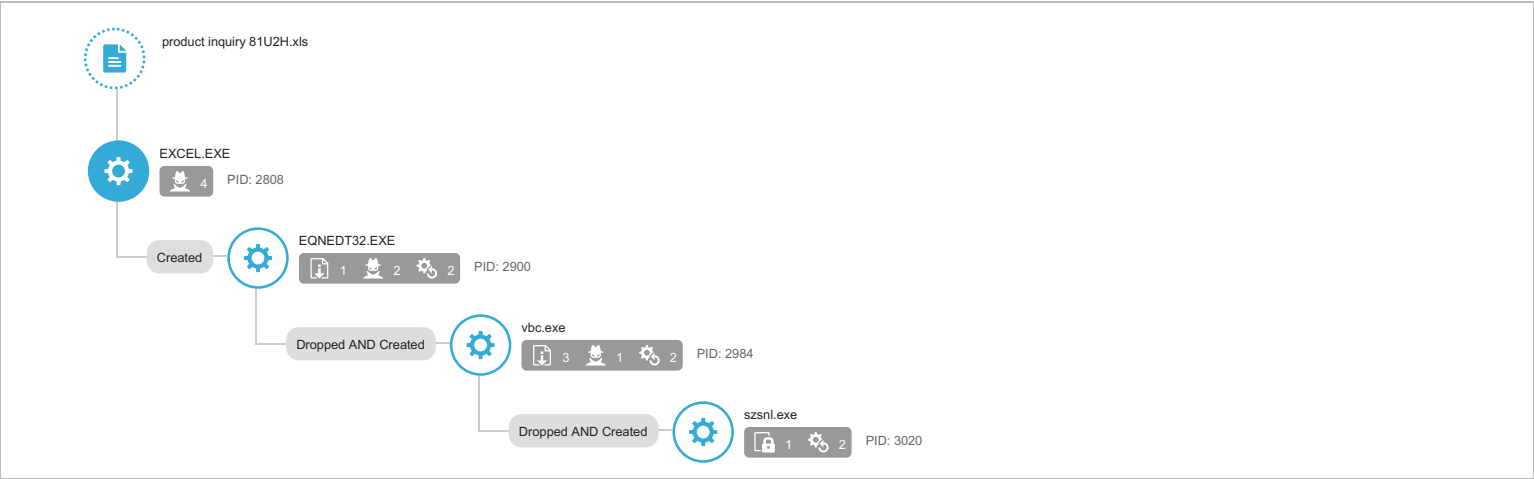 product inquiry 81U2H.xls
EXCEL.EXE
4 PID: 2808
EQNEDT32.EXE
Created 1 2 2 PID: 2900
vbc.exe
Dropped AND Created 3 1 2 PID: 2984
szsnl.exe
Dropped AND Created 1 2 PID: 3020